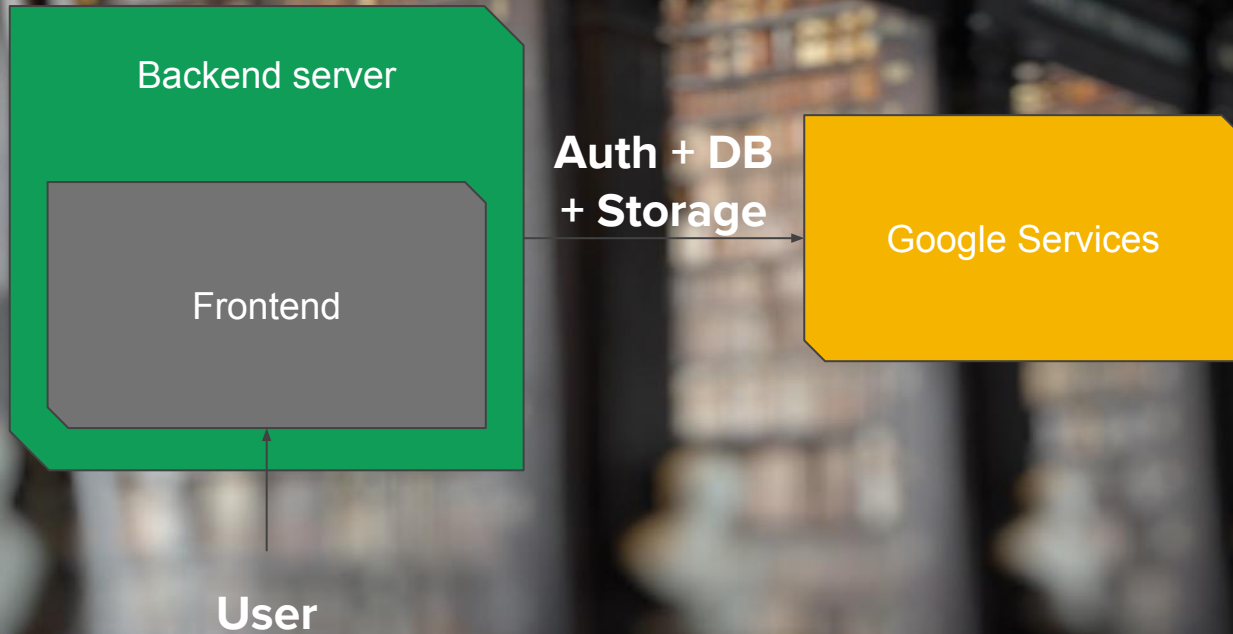 Backend server
Auth + DB
+ Storage
Google Services
Frontend
User